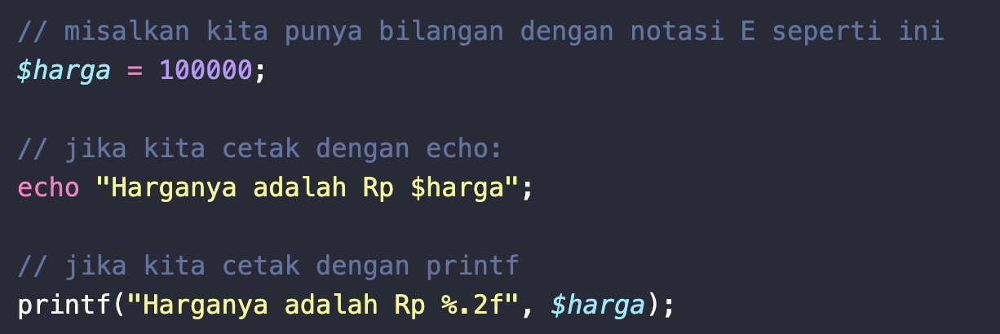 // misalkan kita punya bilangan dengan notasi E seperti ini
$harga = 100000;
// jika kita cetak dengan echo:
echo "Harganya adalah Rp $harga";
// jika kita cetak dengan printf
printf("Harganya adalah Rp %.2f", $harga);